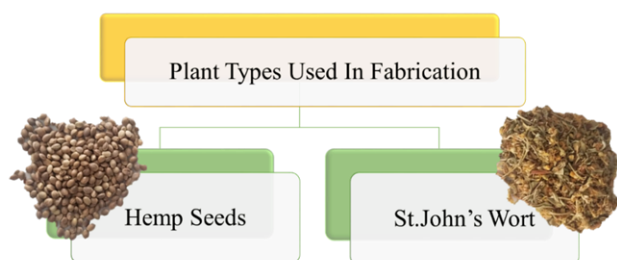 Plant Types Used In Fabrication
Hemp Seeds
St.John’s Wort